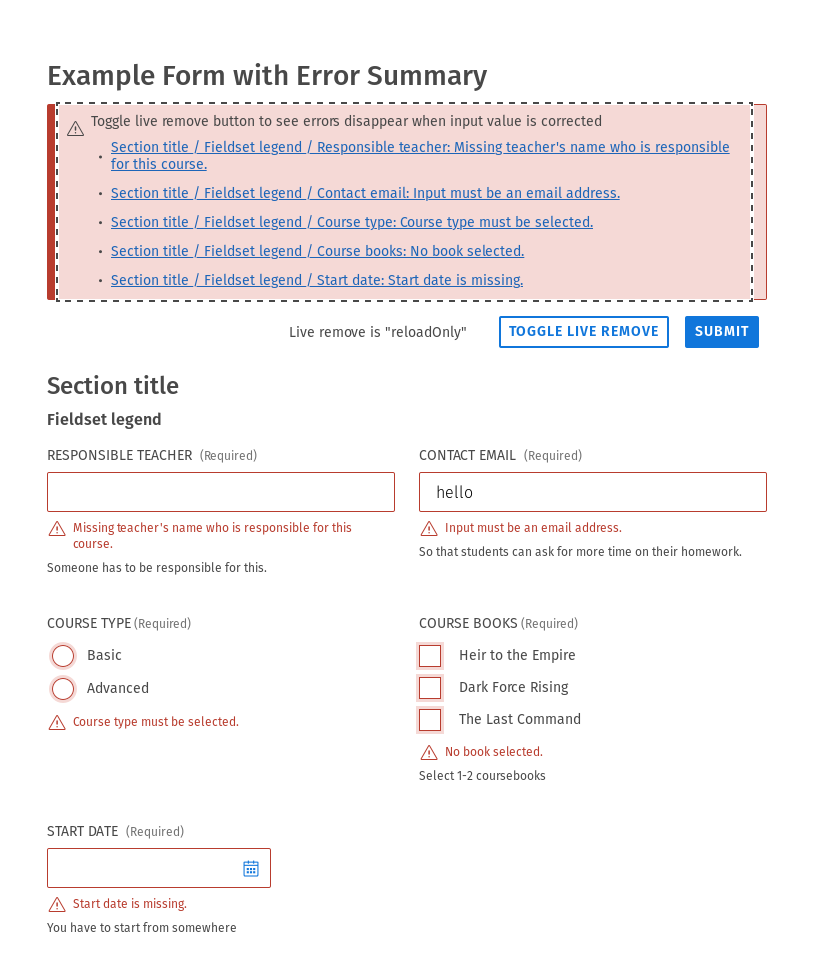 Example Form with Error Summary
Toggle live remove button to see errors disappear when input value is corrected
• Section title / Fieldset legend / Responsible teacher: Missing teacher's name who is responsible
for this course.
• Section title / Fieldset legend / Contact email: Input must be an email address.
• Section title / Fieldset legend / Course type: Course type must be selected.
• Section title / Fieldset legend / Course books: No book selected.
• Section title / Fieldset legend / Start date: Start date is missing.
Live remove is "reloadOnly" TOGGLE LIVE REMOVE SUBMIT
Section title
Fieldset legend
RESPONSIBLE TEACHER (Required)
Missing teacher's name who is responsible for this
course.
Someone has to be responsible for this.
CONTACT EMAIL (Required)
hello
Input must be an email address.
So that students can ask for more time on their homework.
COURSE TYPE (Required)
Basic
Advanced
Course type must be selected.
COURSE BOOKS (Required)
Heir to the Empire
Dark Force Rising
The Last Command
No book selected.
Select 1-2 coursebooks
START DATE (Required)
Start date is missing.
You have to start from somewhere